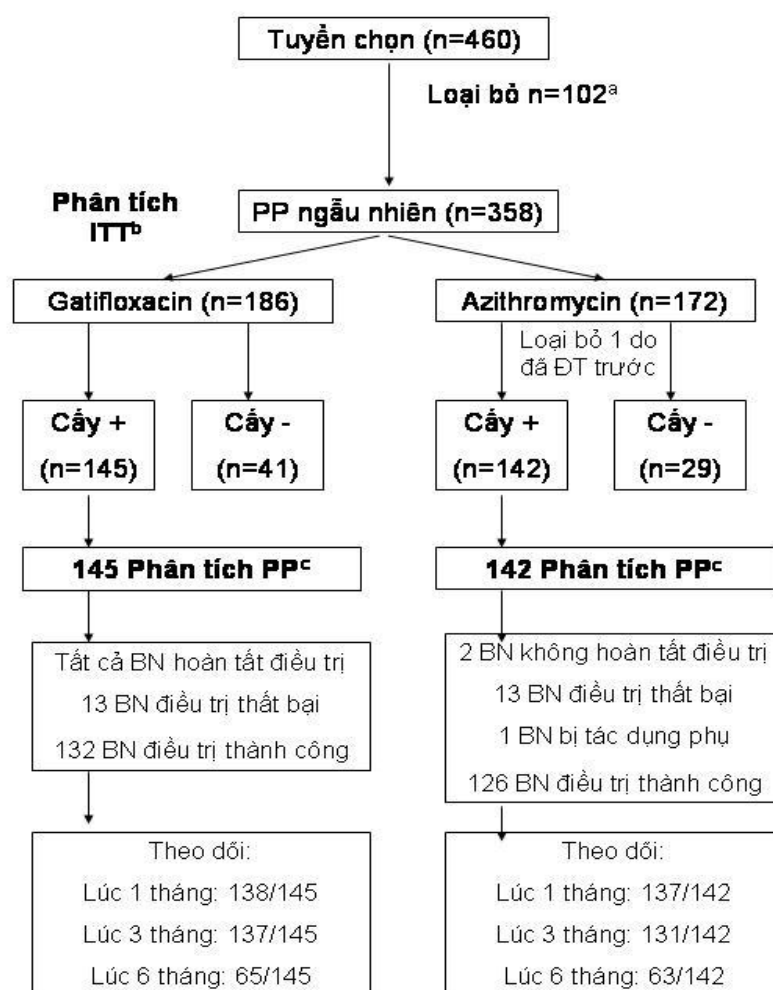 Tuyển chọn (n=460)
Loại bỏ n=102ᵃ
Phân tích
ITTᵇ
PP ngẫu nhiên (n=358)
Gatifloxacin (n=186)
Azithromycin (n=172)
Loại bỏ 1 do
đã ĐT trước
Cấy +
(n=145)
Cấy -
(n=41)
Cấy +
(n=142)
Cấy -
(n=29)
145 Phân tích PPᶜ
142 Phân tích PPᶜ
Tất cả BN hoàn tất điều trị
13 BN điều trị thất bại
132 BN điều trị thành công
2 BN không hoàn tất điều trị
13 BN điều trị thất bại
1 BN bị tác dụng phụ
126 BN điều trị thành công
Theo dõi:
Lúc 1 tháng: 138/145
Lúc 3 tháng: 137/145
Lúc 6 tháng: 65/145
Theo dõi:
Lúc 1 tháng: 137/142
Lúc 3 tháng: 131/142
Lúc 6 tháng: 63/142